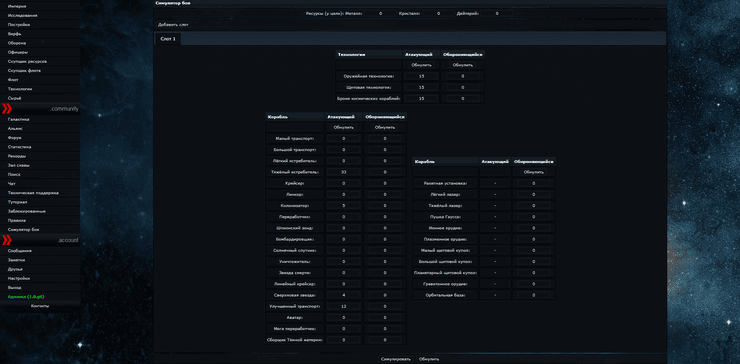 Империя
Исследования
Постройки
Верфь
Оборона
Офицеры
Скупщик ресурсов
Скупщик флота
Флот
Технологии
Сырьё
.community
Галактика
Альянс
Форум
Статистика
Рекорды
Зал славы
Поиск
Чат
Техническая поддержка
Туториал
Заблокированные
Правила
Симулятор боя
.account
Сообщения
Заметки
Друзья
Настройки
Выход
Админка (1.0.git)
Контакты
Симулятор боя
Ресурсы (у цели): Металл: 0 Кристалл: 0 Дейтерий: 0
Добавить слот
Слот 1
Технологии Атакующий Обороняющийся
Обнулить Обнулить
Оружейная технология: 15 0
Щитовая технология: 15 0
Броня космических кораблей: 15 0
Корабль Атакующий Обороняющийся
Обнулить Обнулить
Малый транспорт: 0 0
Большой транспорт: 0 0
Лёгкий истребитель: 0 0
Тяжёлый истребитель: 33 0
Крейсер: 0 0
Линкор: 0 0
Колонизатор: 5 0
Переработчик: 0 0
Шпионский зонд: 0 0
Бомбардировщик: 0 0
Солнечный спутник: 0 0
Уничтожитель: 0 0
Звезда смерти: 0 0
Линейный крейсер: 0 0
Сверхновая звезда: 4 0
Улучшенный транспорт: 12 0
Аватар: 0 0
Мега переработчик: 0 0
Сборщик Тёмной материи: 0 0
Корабль Атакующий Обороняющийся
Обнулить
Ракетная установка: - 0
Лёгкий лазер: - 0
Тяжёлый лазер: - 0
Пушка Гаусса: - 0
Ионное орудие: - 0
Плазменное орудие: - 0
Малый щитовой купол: - 0
Большой щитовой купол: - 0
Планетарный щитовой купол: - 0
Гравитонное орудие: - 0
Орбитальная база: - 0
Симулировать Обнулить